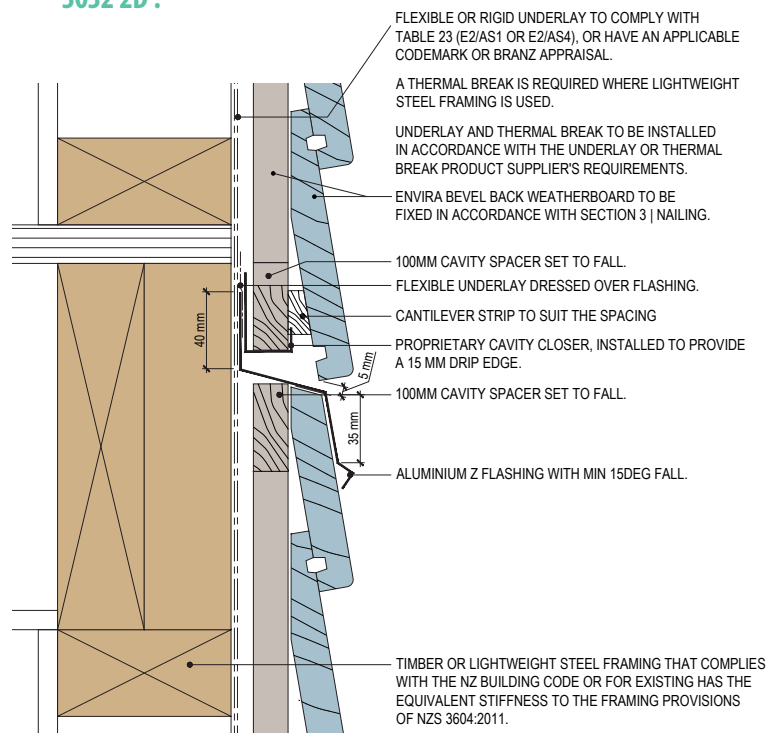 FLEXIBLE OR RIGID UNDERLAY TO COMPLY WITH
TABLE 23 (E2/AS1 OR E2/AS4), OR HAVE AN APPLICABLE
CODEMARK OR BRANZ APPRAISAL.
A THERMAL BREAK IS REQUIRED WHERE LIGHTWEIGHT
STEEL FRAMING IS USED.
UNDERLAY AND THERMAL BREAK TO BE INSTALLED
IN ACCORDANCE WITH THE UNDERLAY OR THERMAL
BREAK PRODUCT SUPPLIER'S REQUIREMENTS.
ENVIRA BEVEL BACK WEATHERBOARD TO BE
FIXED IN ACCORDANCE WITH SECTION 3 | NAILING.
100MM CAVITY SPACER SET TO FALL.
FLEXIBLE UNDERLAY DRESSED OVER FLASHING.
CANTILEVER STRIP TO SUIT THE SPACING
40 mm
PROPRIETARY CAVITY CLOSER, INSTALLED TO PROVIDE
A 15 MM DRIP EDGE.
5 mm
100MM CAVITY SPACER SET TO FALL.
35 mm
ALUMINIUM Z FLASHING WITH MIN 15DEG FALL.
TIMBER OR LIGHTWEIGHT STEEL FRAMING THAT COMPLIES
WITH THE NZ BUILDING CODE OR FOR EXISTING HAS THE
EQUIVALENT STIFFNESS TO THE FRAMING PROVISIONS
OF NZS 3604:2011.